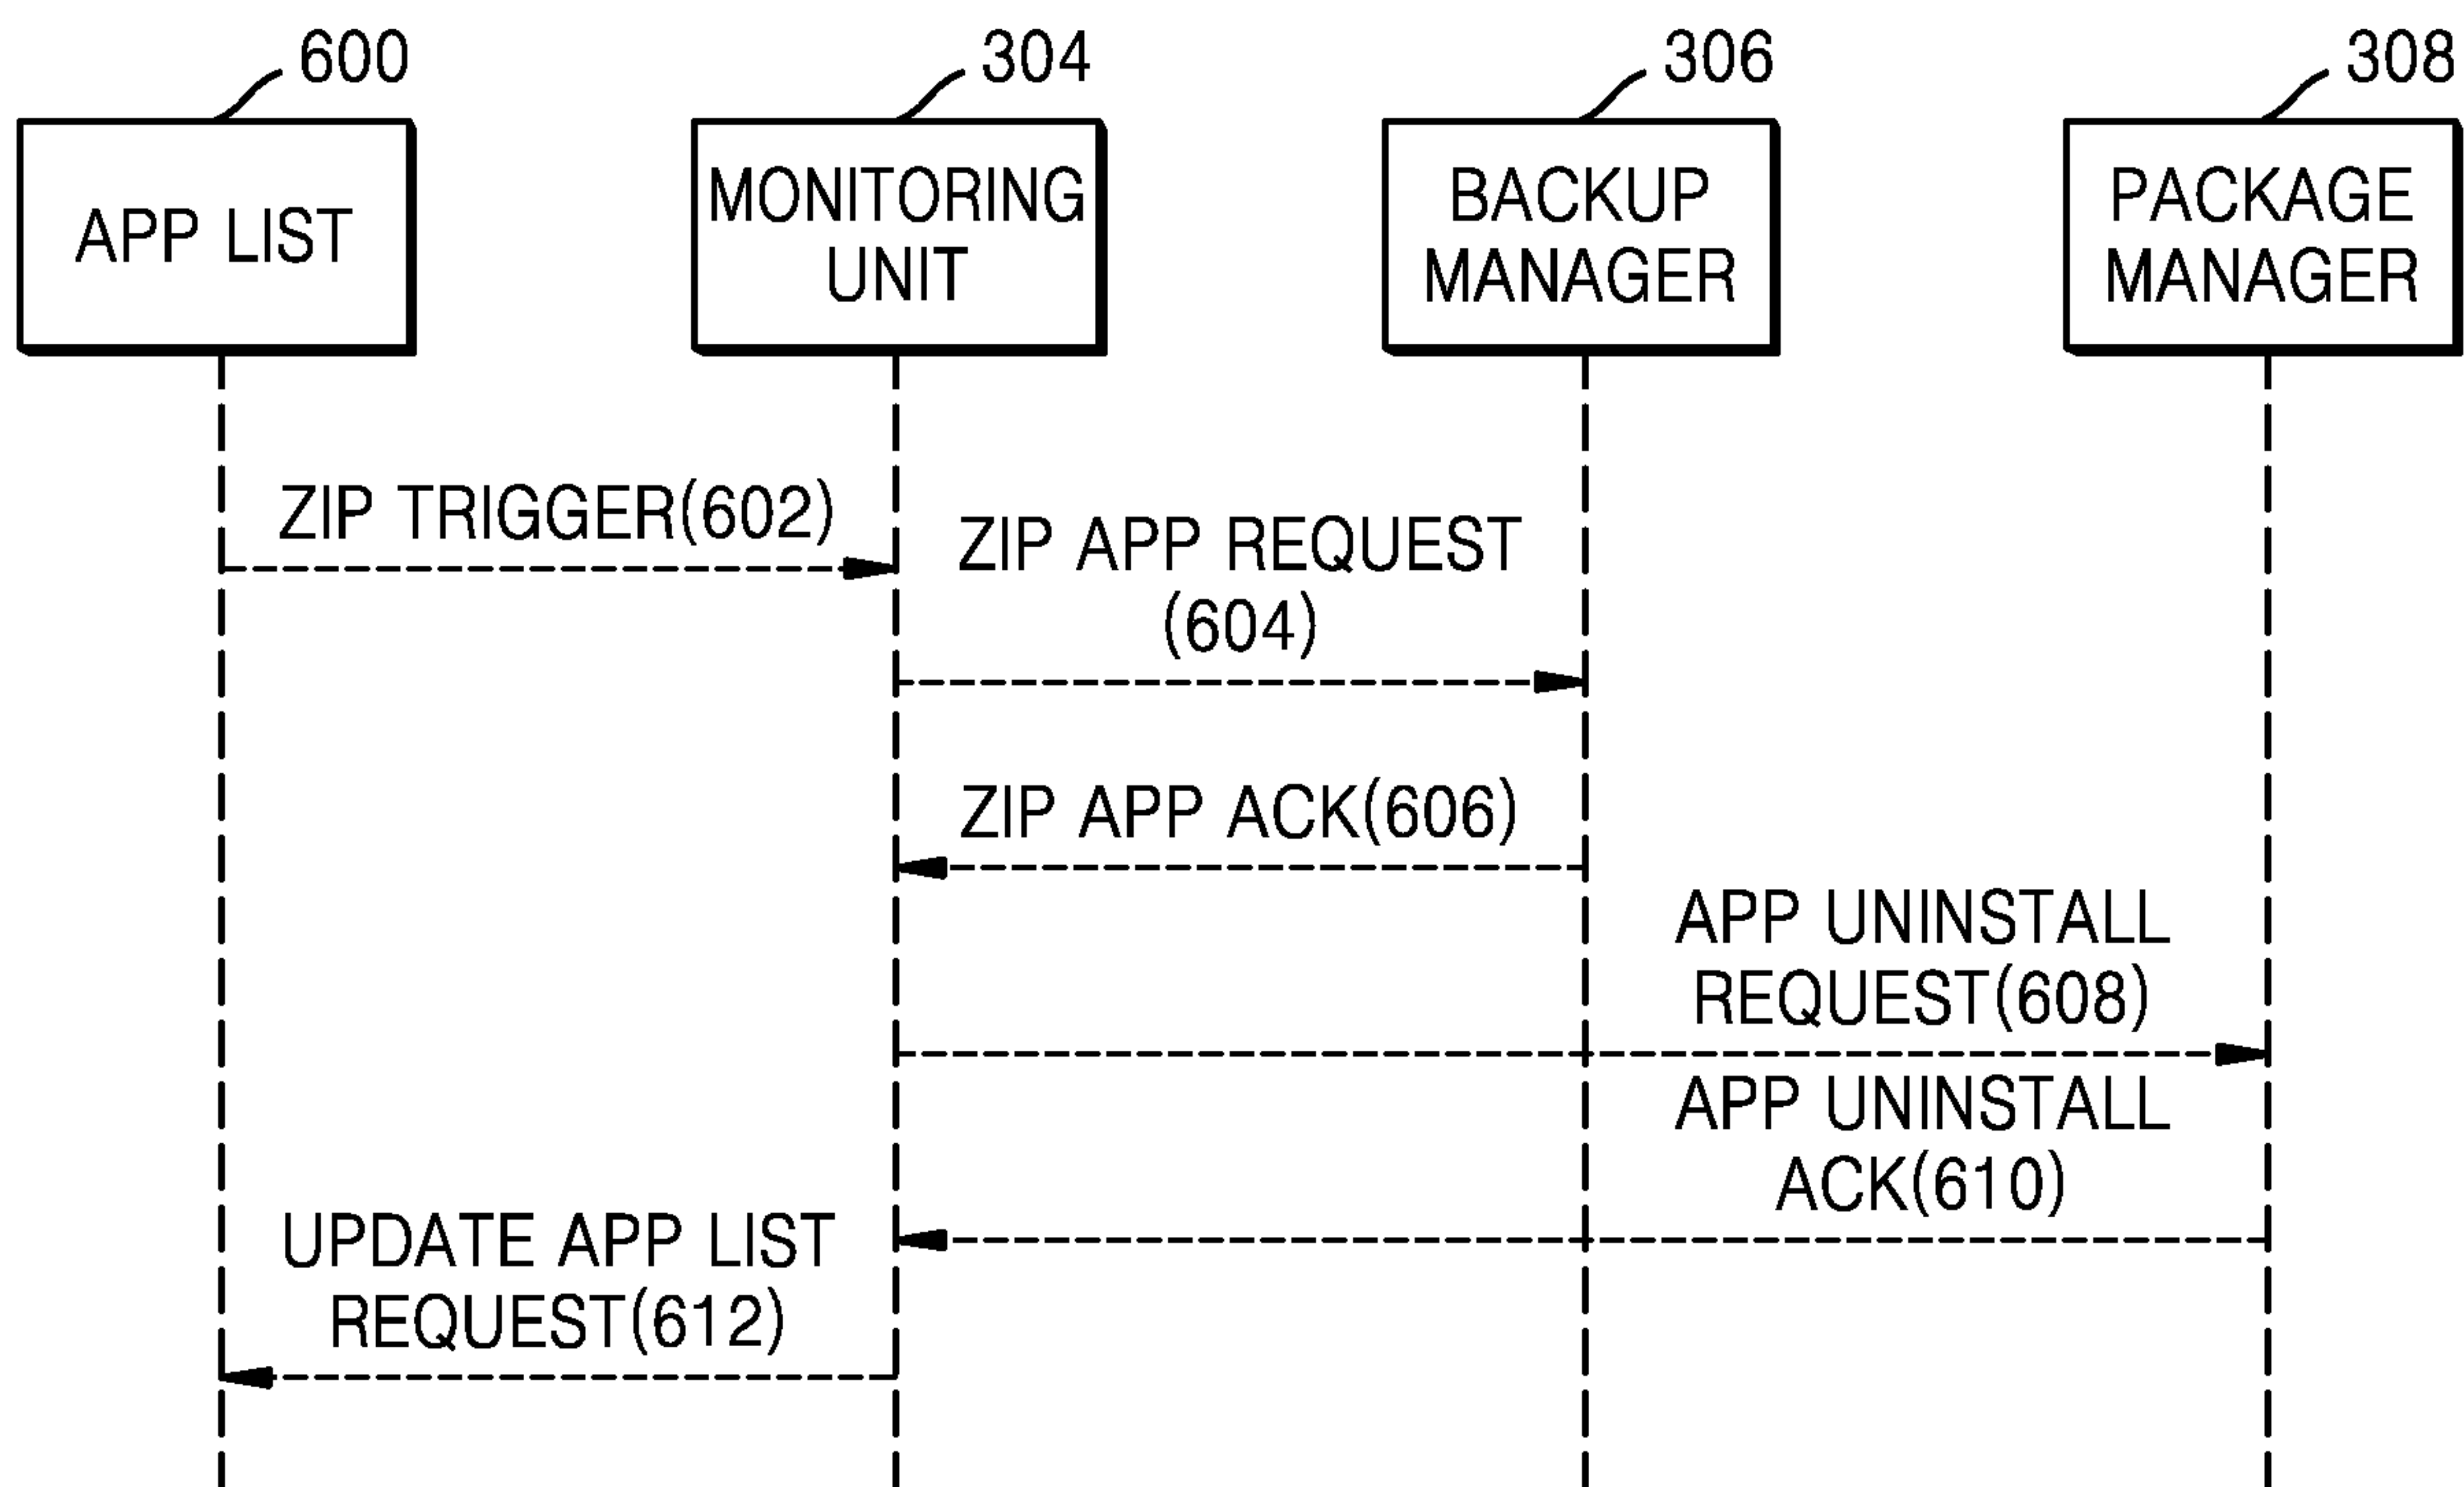 600
304
306
308
APP LIST
MONITORING
UNIT
BACKUP
MANAGER
PACKAGE
MANAGER
ZIP TRIGGER(602)
ZIP APP REQUEST
(604)
ZIP APP ACK(606)
APP UNINSTALL
REQUEST(608)
APP UNINSTALL
ACK(610)
UPDATE APP LIST
REQUEST(612)